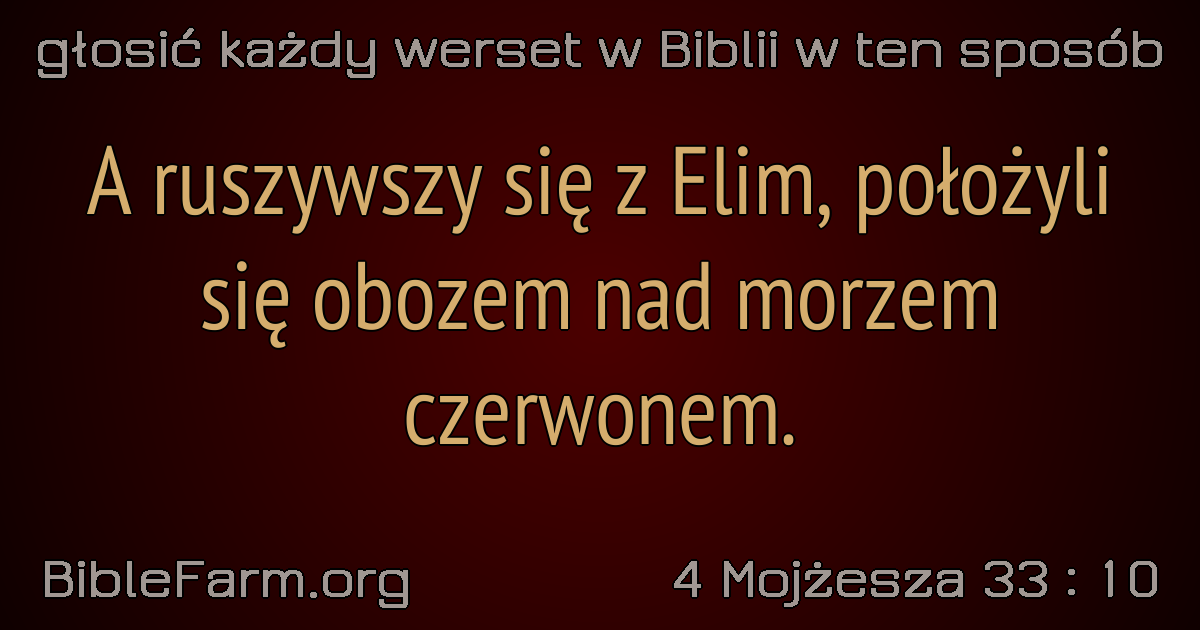 głosić każdy werset w Biblii w ten sposób
A ruszywszy się z Elim, położyli
się obozem nad morzem
czerwonem.
BibleFarm.org
4 Mojżesza 33 : 10